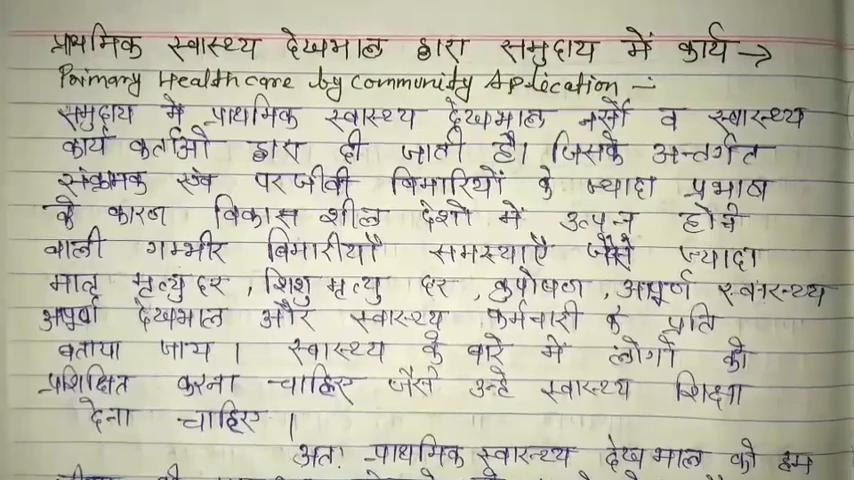 प्राथमिक स्वास्थ्य देखभाल द्वारा समुदाय में कार्य →
Primary Health care by community Application :-
समुदाय में प्राथमिक स्वास्थ्य देखभाल नर्सो व स्वास्थ्य
कार्य कर्ताओ द्वारा दी जाती है। जिसके अन्तर्गत
संक्रामक एंव परजीवी बिमारियों के ज्यादा प्रभाव
के कारण विकास शील देशो में उत्पन्न होने
वाली गम्भीर बिमारीयाँ समस्याएँ जैसे ज्यादा
मातृ मृत्यु दर , शिशु मृत्यु दर , कुपोषण , अपूर्ण स्वास्थ्य
अपूर्ण देखभाल और स्वास्थ्य कर्मचारी के प्रति
बताया जाय । स्वास्थ्य के बारे में लोगों को
प्रशिक्षित करना चाहिए जैसे उन्हे स्वास्थ्य शिक्षा
देना चाहिए ।
अतः प्राथमिक स्वास्थ्य देखभाल को हम